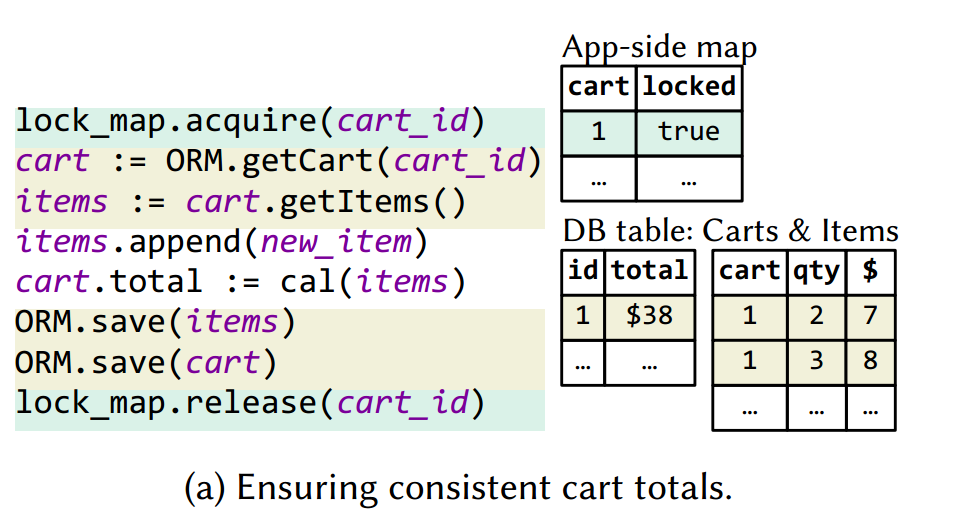 lock_map.acquire(cart_id)
cart := ORM.getCart(cart_id)
items := cart.getItems()
items.append(new_item)
cart.total := cal(items)
ORM.save(items)
ORM.save(cart)
lock_map.release(cart_id)
App-side map
cart locked
1 true
… …
DB table: Carts & Items
id total
1 $38
… …
cart qty $
1 2 7
1 3 8
… … …
(a) Ensuring consistent cart totals.